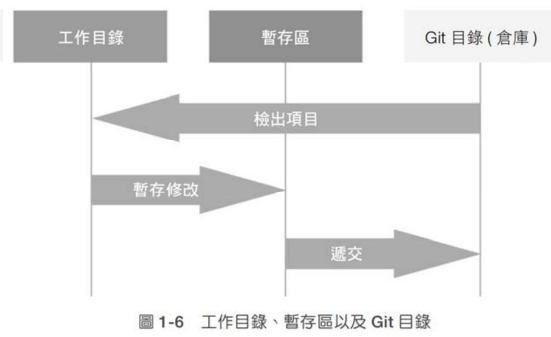 工作目錄
暫存區
Git 目錄 ( 倉庫 )
檢出項目
暫存修改
遞交
圖 1-6 工作目錄、暫存區以及 Git 目錄